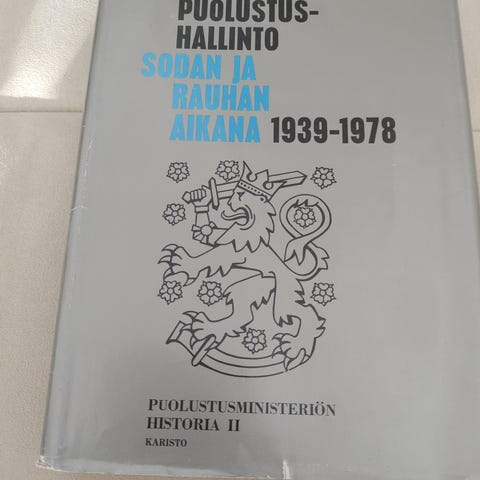 PUOLUSTUS-
HALLINTO
SODAN JA
RAUHAN
AIKANA 1939-1978
PUOLUSTUSMINISTERIÖN
HISTORIA II
KARISTO